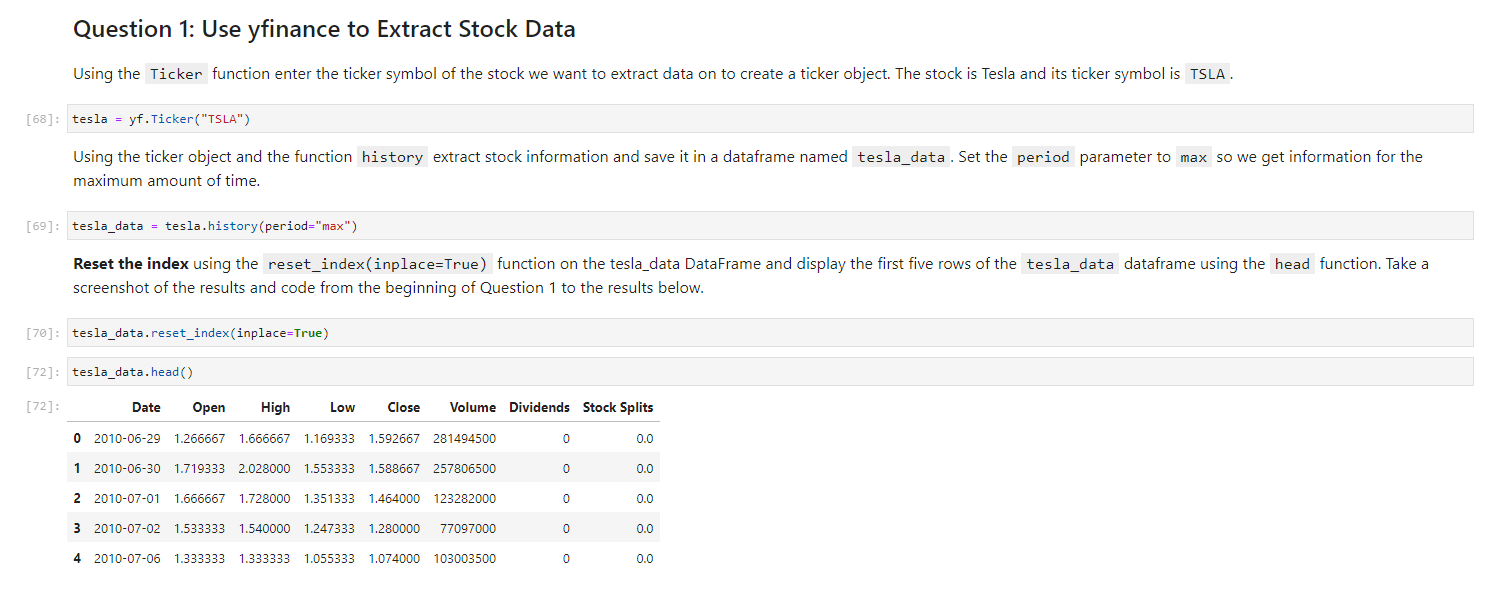 Question 1: Use yfinance to Extract Stock Data
Using the Ticker function enter the ticker symbol of the stock we want to extract data on to create a ticker object. The stock is Tesla and its ticker symbol is TSLA.
[68]: tesla = yf.Ticker("TSLA")
Using the ticker object and the function history extract stock information and save it in a dataframe named tesla_data. Set the period parameter to max so we get information for the
maximum amount of time.
[69]: tesla_data = tesla.history(period="max")
Reset the index using the reset_index(inplace=True) function on the tesla_data DataFrame and display the first five rows of the tesla_data dataframe using the head function. Take a
screenshot of the results and code from the beginning of Question 1 to the results below.
[70]: tesla_data.reset_index(inplace=True)
[72]: tesla_data.head()
[72]: Date Open High Low Close Volume Dividends Stock Splits
0 2010-06-29 1.266667 1.666667 1.169333 1.592667 281494500 0 0.0
1 2010-06-30 1.719333 2.028000 1.553333 1.588667 257806500 0 0.0
2 2010-07-01 1.666667 1.728000 1.351333 1.464000 123282000 0 0.0
3 2010-07-02 1.533333 1.540000 1.247333 1.280000 77097000 0 0.0
4 2010-07-06 1.333333 1.333333 1.055333 1.074000 103003500 0 0.0